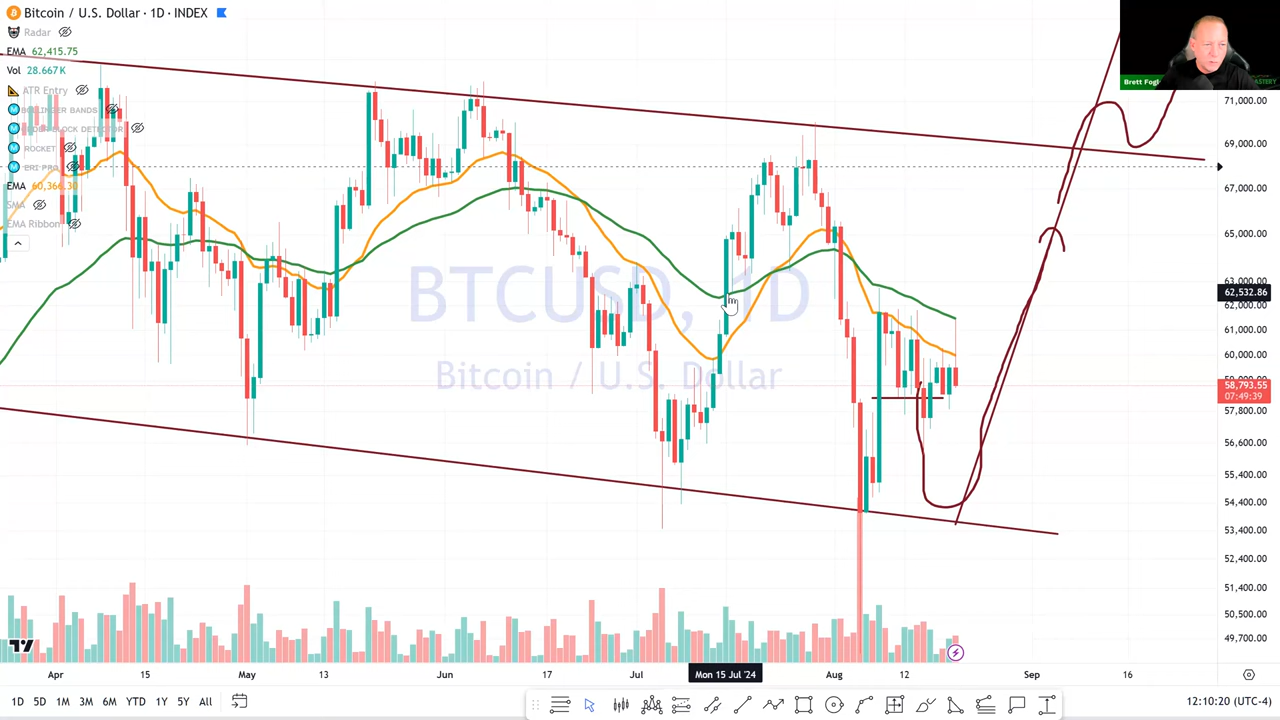 Bitcoin / U.S. Dollar · 1D · INDEX
Radar
EMA 62,415.75
Vol 28.667 K
ATR Entry
BOLLINGER BANDS
ROCKET
ERI PRO
EMA 60,366.30
SMA
EMA Ribbon
Brett Fogl
BTCUSD, 1D
Bitcoin / U.S. Dollar
71,000.00
69,000.00
67,000.00
65,000.00
63,000.00
62,532.86
62,000.00
61,000.00
60,000.00
59,000.00
58,793.55
07:49:39
57,800.00
56,600.00
55,400.00
54,400.00
53,400.00
52,400.00
51,400.00
50,500.00
49,700.00
Apr 15 May 13 Jun 17 Jul Mon 15 Jul '24 Aug 12 Sep 16
1D 5D 1M 3M 6M YTD 1Y 5Y All
12:10:20 (UTC-4)